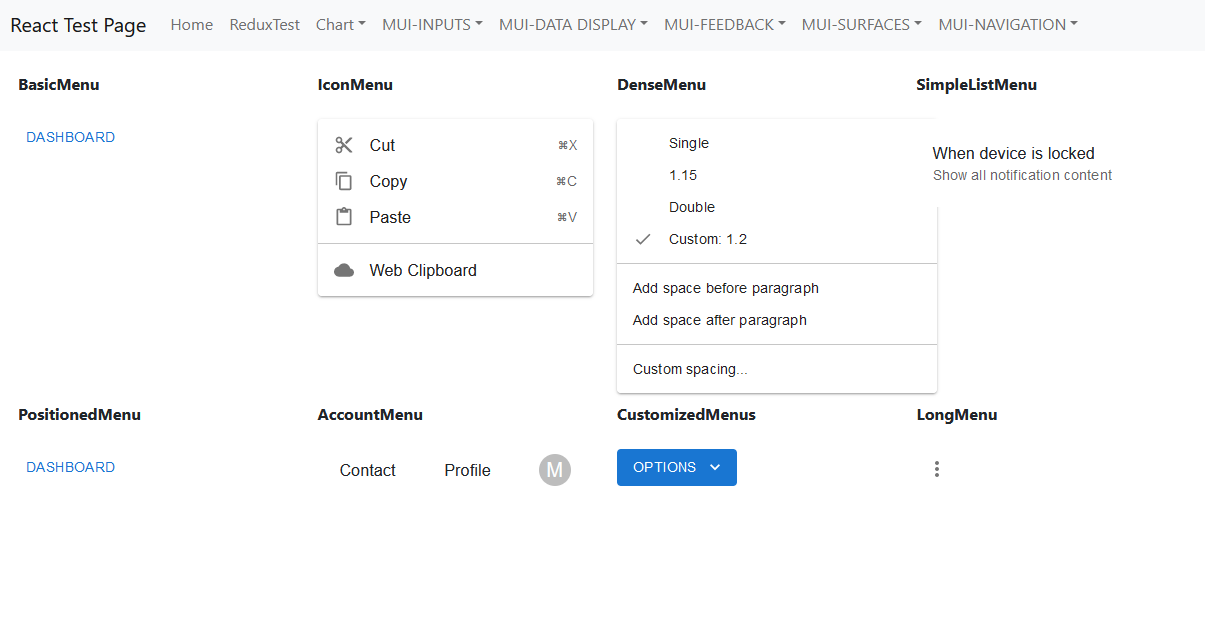 React Test Page Home ReduxTest Chart MUI-INPUTS MUI-DATA DISPLAY MUI-FEEDBACK MUI-SURFACES MUI-NAVIGATION
BasicMenu
DASHBOARD
IconMenu
Cut ⌘X
Copy ⌘C
Paste ⌘V
Web Clipboard
DenseMenu
Single
1.15
Double
Custom: 1.2
Add space before paragraph
Add space after paragraph
Custom spacing...
SimpleListMenu
When device is locked
Show all notification content
PositionedMenu
DASHBOARD
AccountMenu
Contact Profile M
CustomizedMenus
OPTIONS
LongMenu